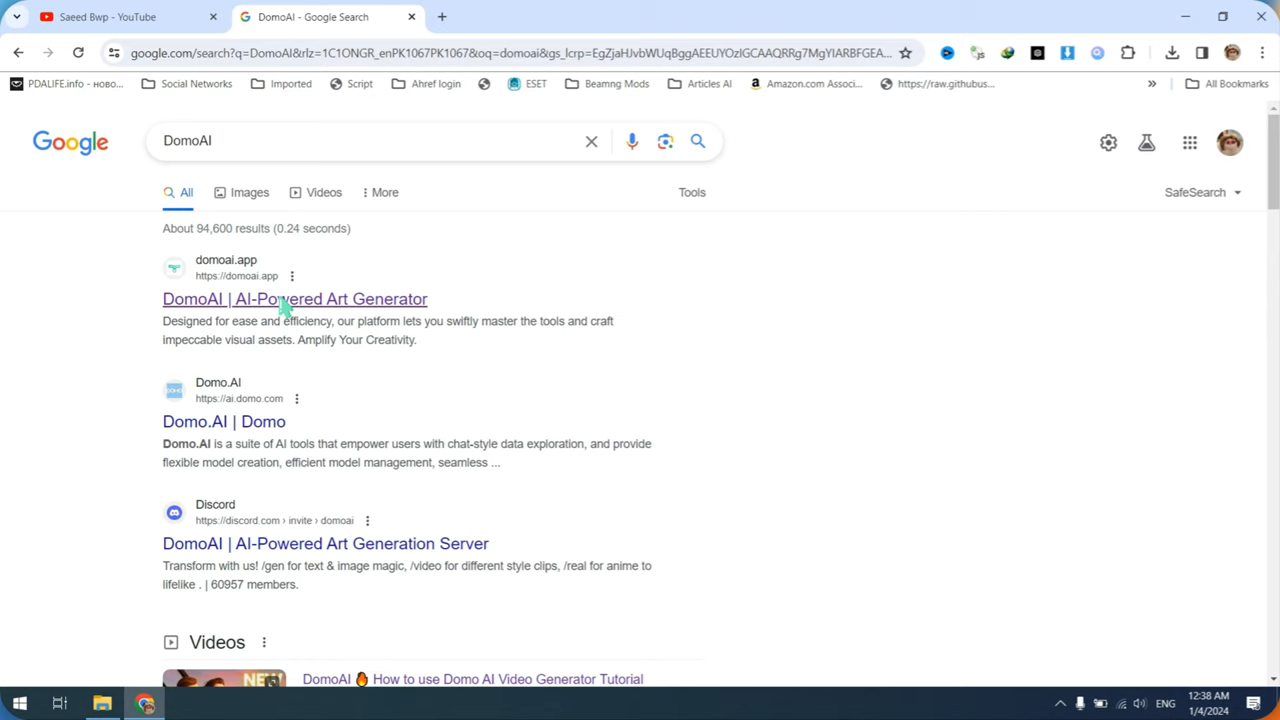 Saeed Bwp - YouTube
DomoAI - Google Search
google.com/search?q=DomoAI&rlz=1C1ONGR_enPK1067PK1067&oq=domoai&gs_lcrp=EgZjaHJvbWUqBggAEEUYOzIGCAAQRRg7MgYIARBFGEA...
PDALIFE.info - ново...
Social Networks
Imported
Script
Ahref login
ESET
Beamng Mods
Articles AI
Amazon.com Associ...
https://raw.githubus...
»
All Bookmarks
Google
DomoAI
All
Images
Videos
More
Tools
SafeSearch
About 94,600 results (0.24 seconds)
domoai.app
https://domoai.app
DomoAI | AI-Powered Art Generator
Designed for ease and efficiency, our platform lets you swiftly master the tools and craft
impeccable visual assets. Amplify Your Creativity.
Domo.AI
https://ai.domo.com
Domo.AI | Domo
Domo.AI is a suite of AI tools that empower users with chat-style data exploration, and provide
flexible model creation, efficient model management, seamless ...
Discord
https://discord.com › invite › domoai
DomoAI | AI-Powered Art Generation Server
Transform with us! /gen for text & image magic, /video for different style clips, /real for anime to
lifelike . | 60957 members.
Videos
NEW
DomoAI 🔥 How to use Domo AI Video Generator Tutorial
ENG
12:38 AM
1/4/2024